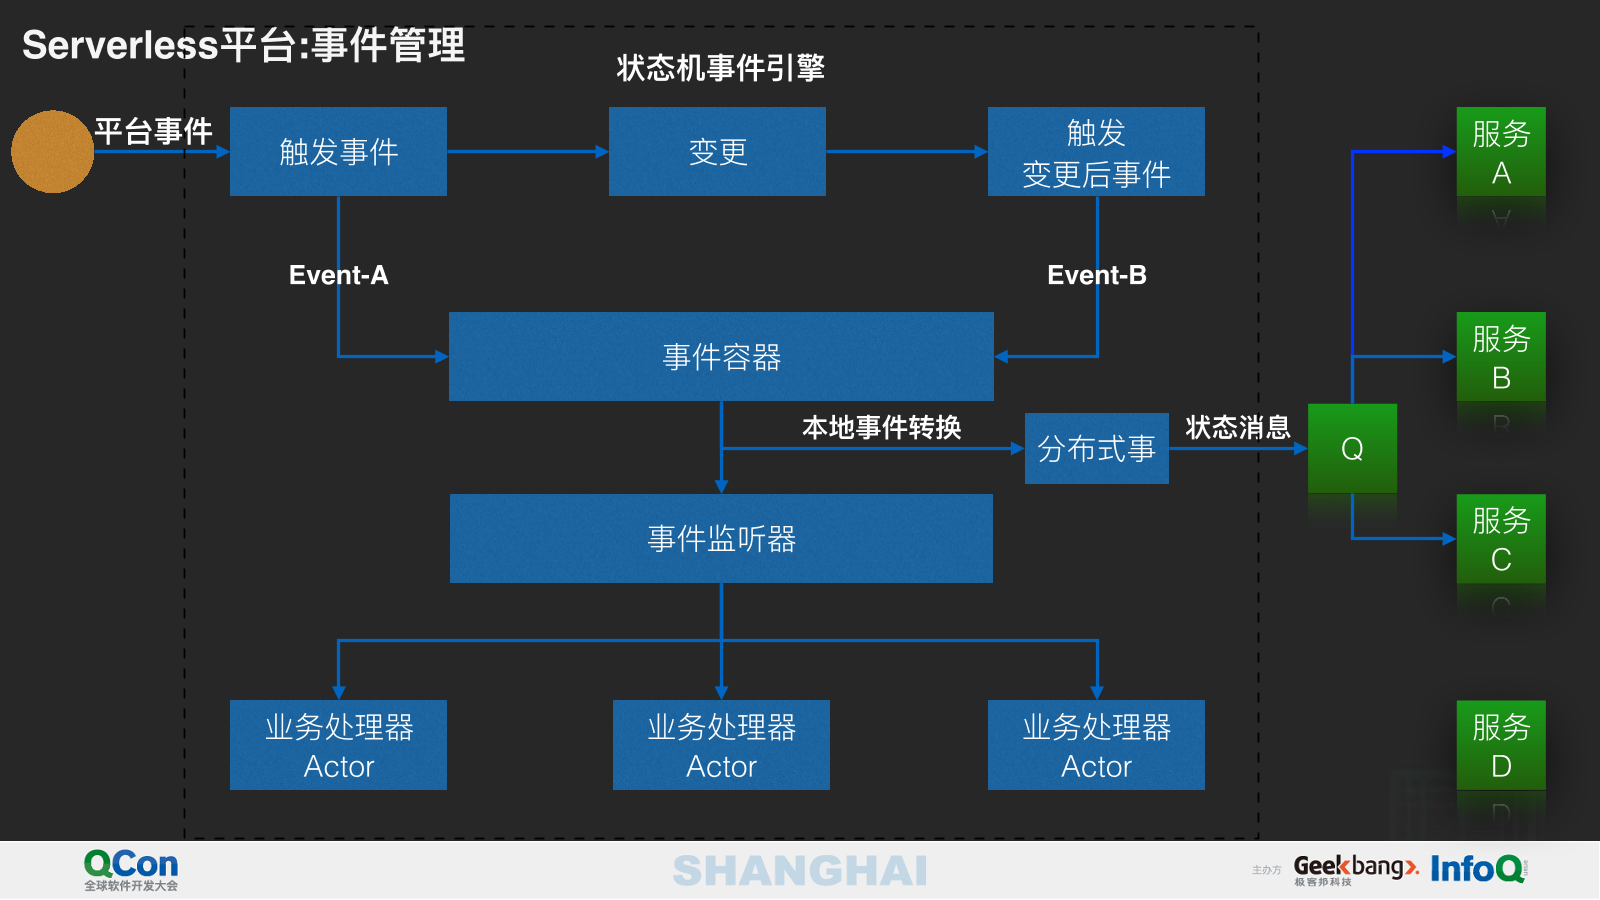 Serverless平台:事件管理
状态机事件引擎
平台事件
触发事件
变更
触发
变更后事件
服务
A
Event-A
Event-B
事件容器
服务
B
本地事件转换
分布式事
状态消息
Q
事件监听器
服务
C
业务处理器
Actor
业务处理器
Actor
业务处理器
Actor
服务
D
QCon
全球软件开发大会
SHANGHAI
主办方
Geekbang>.
极客邦科技
InfoQ